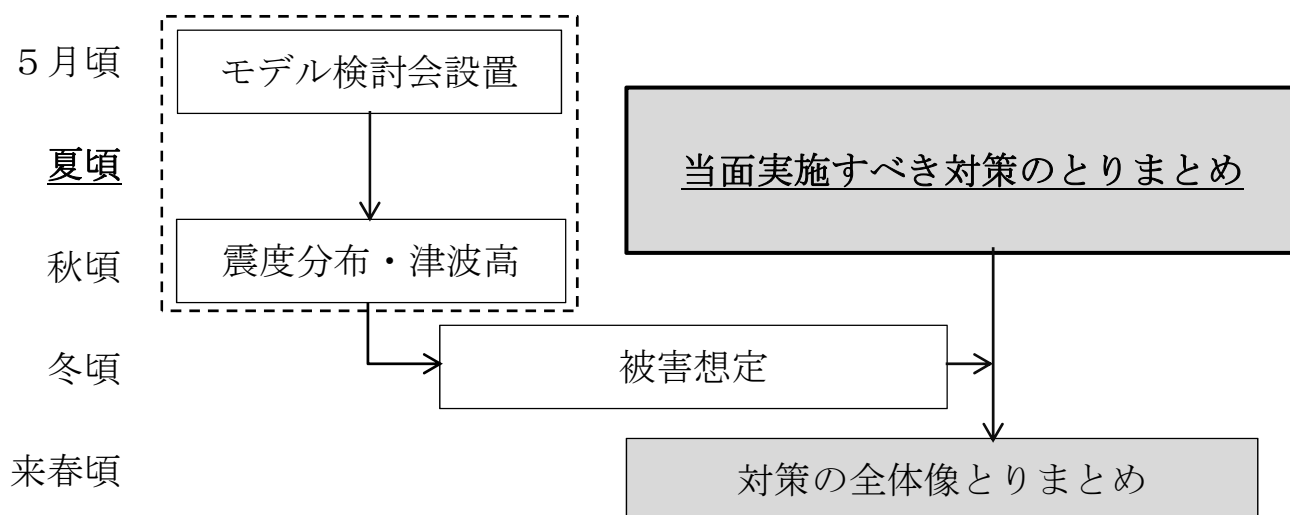 ５月頃
モデル検討会設置
夏頃
当面実施すべき対策のとりまとめ
秋頃
震度分布・津波高
冬頃
被害想定
来春頃
対策の全体像とりまとめ